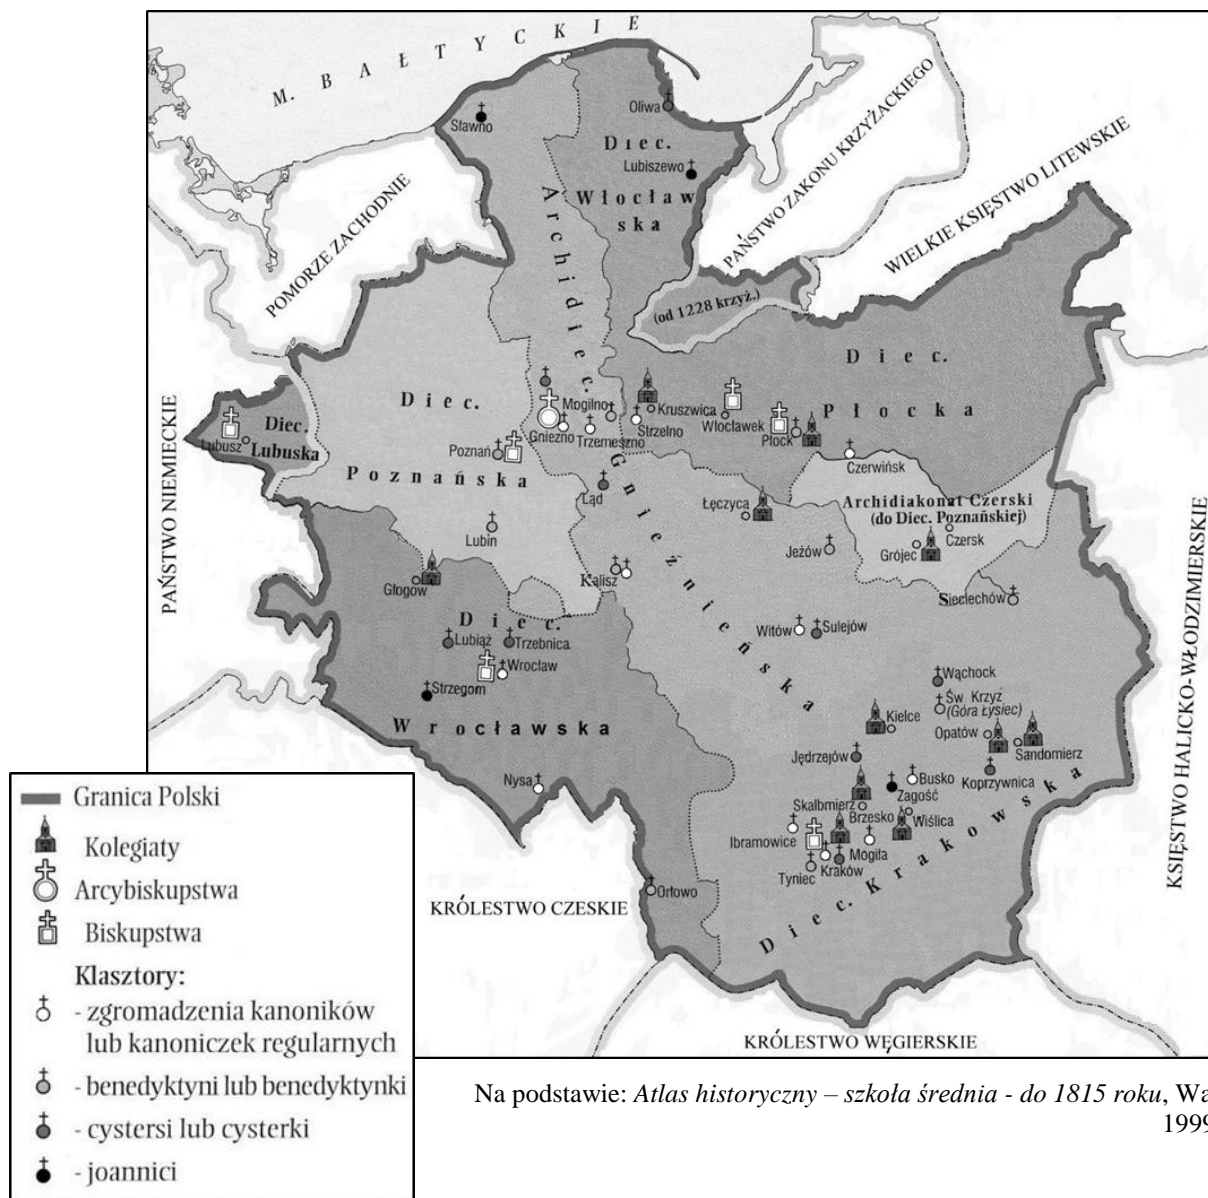 M. BAŁTYCKIE
Sławno
Oliwa
Diec.
Lubiszewo
Włocław
ska
Archidiec. Gnieźnieńska
POMORZE ZACHODNIE
PAŃSTWO ZAKONU KRZYŻACKIEGO
WIELKIE KSIĘSTWO LITEWSKIE
(od 1228 krzyż.)
PAŃSTWO NIEMIECKIE
Diec.
Lubuska
Lubusz
Diec.
Poznańska
Poznań
Lubin
Gniezno
Mogilno
Trzemeszno
Strzelno
Kruszwica
Włocławek
Płock
Diec.
Płocka
Czerwińsk
Ląd
Łęczyca
Archidiakonat Czerski
(do Diec. Poznańskiej)
Czersk
Grójec
Jeżów
Kalisz
Sieciechów
Głogów
Diec.
Lubiąż
Trzebnica
Wrocław
Strzegom
Wrocławska
Nysa
Witów
Sulejów
Wąchock
Św. Krzyż
(Góra Łysiec)
Kielce
Opatów
Sandomierz
Jędrzejów
Koprzywnica
Busko
Zagość
Skalbmierz
Brzesko
Wiślica
Ibramowice
Mogiła
Kraków
Tyniec
Diec. Krakowska
Orłowo
KRÓLESTWO CZESKIE
KRÓLESTWO WĘGIERSKIE
KSIĘSTWO HALICKO-WŁODZIMIERSKIE
Granica Polski
Kolegiaty
Arcybiskupstwa
Biskupstwa
Klasztory:
- zgromadzenia kanoników
lub kanoniczek regularnych
- benedyktyni lub benedyktynki
- cystersi lub cysterki
- joannici
Na podstawie: Atlas historyczny – szkoła średnia - do 1815 roku, Wa
1999